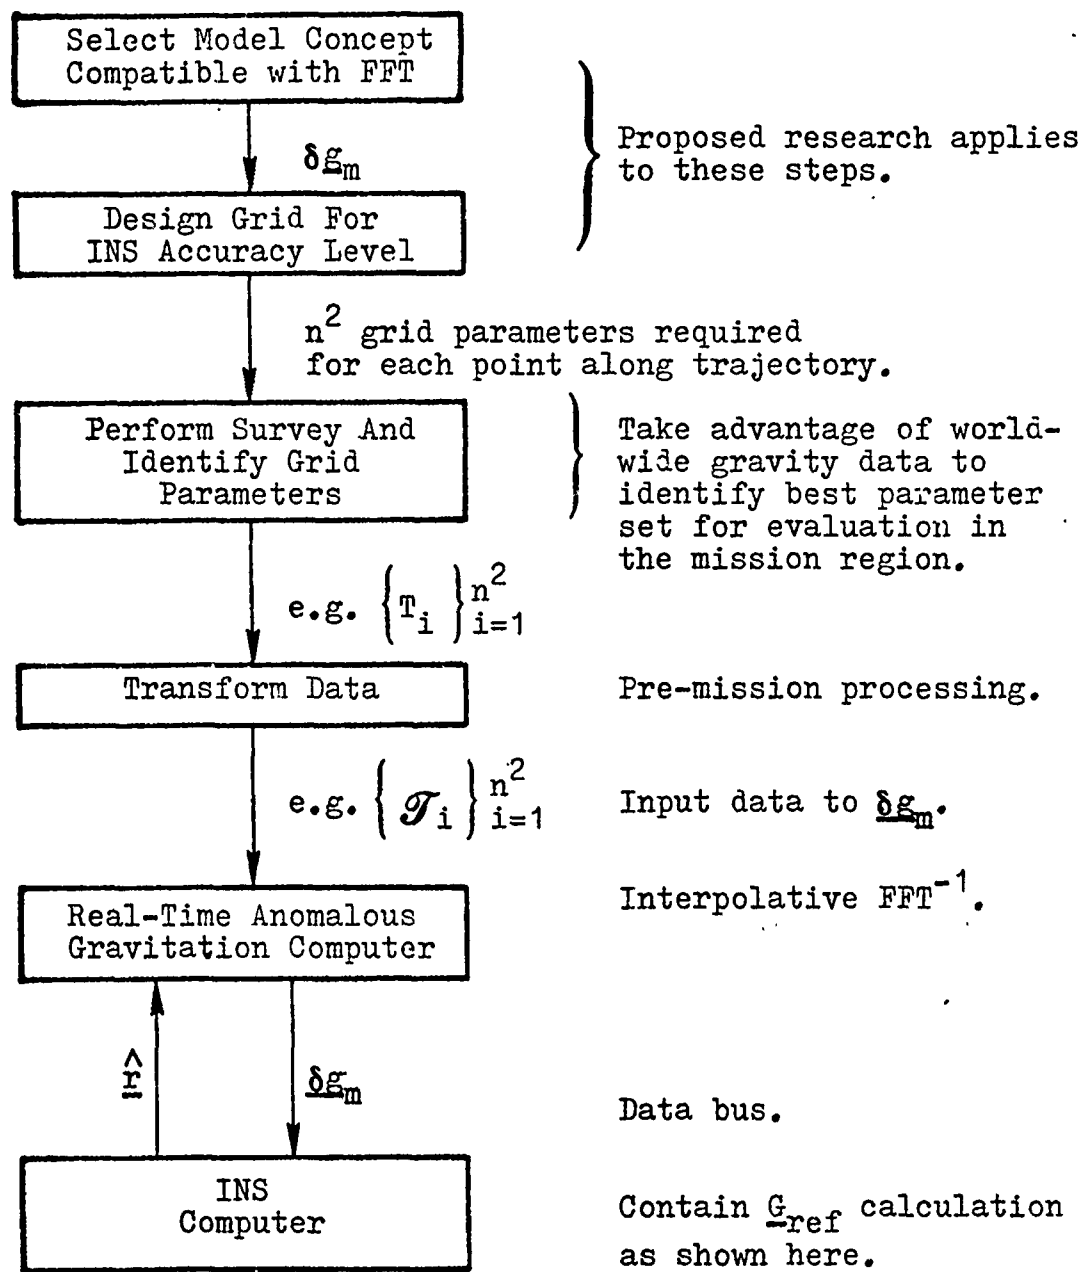 Select Model Concept
Compatible with FFT
δg_m
Proposed research applies
to these steps.
Design Grid For
INS Accuracy Level
n^2 grid parameters required
for each point along trajectory.
Perform Survey And
Identify Grid
Parameters
Take advantage of world-
wide gravity data to
identify best parameter
set for evaluation in
the mission region.
e.g. {T_i}_{i=1}^{n^2}
Transform Data
Pre-mission processing.
e.g. {𝒯_i}_{i=1}^{n^2}
Input data to δg_m.
Real-Time Anomalous
Gravitation Computer
Interpolative FFT^-1.
r̂
δg_m
Data bus.
INS
Computer
Contain G_ref calculation
as shown here.